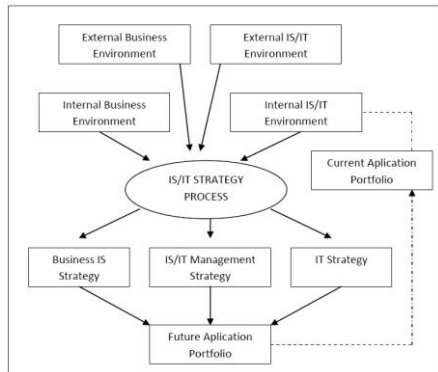 External Business
Environment
External IS/IT
Environment
Internal Business
Environment
Internal IS/IT
Environment
Current Aplication
Portfolio
IS/IT STRATEGY
PROCESS
Business IS
Strategy
IS/IT Management
Strategy
IT Strategy
Future Aplication
Portfolio